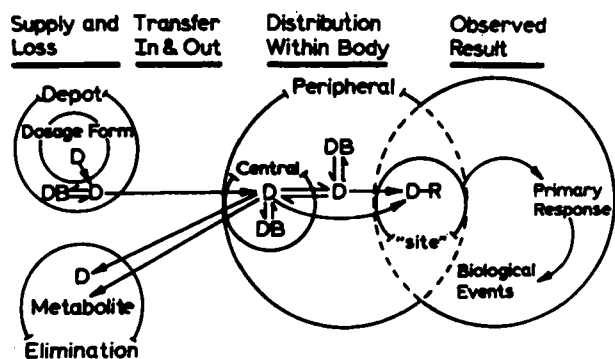 Supply and Loss
Transfer In & Out
Distribution Within Body
Observed Result
Depot
Dosage Form
D
DB D
D
Metabolite
Elimination
Peripheral
DB
Central
D D D-R
DB
"site"
Primary Response
Biological Events